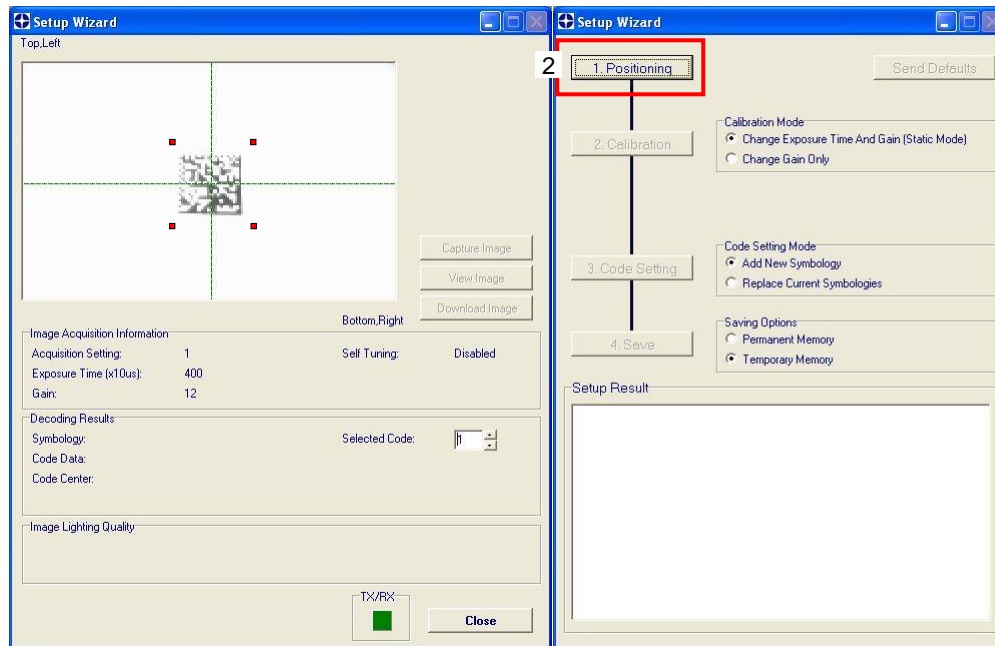 Setup Wizard
Top,Left
Capture Image
View Image
Download Image
Bottom,Right
Image Acquisition Information
Acquisition Setting: 1 Self Tuning: Disabled
Exposure Time (x10us): 400
Gain: 12
Decoding Results
Symbology: Selected Code: 1
Code Data:
Code Center:
Image Lighting Quality
TX/RX
Close
Setup Wizard
2 1. Positioning Send Defaults
2. Calibration
Calibration Mode
Change Exposure Time And Gain (Static Mode)
Change Gain Only
3. Code Setting
Code Setting Mode
Add New Symbology
Replace Current Symbologies
4. Save
Saving Options
Permanent Memory
Temporary Memory
Setup Result